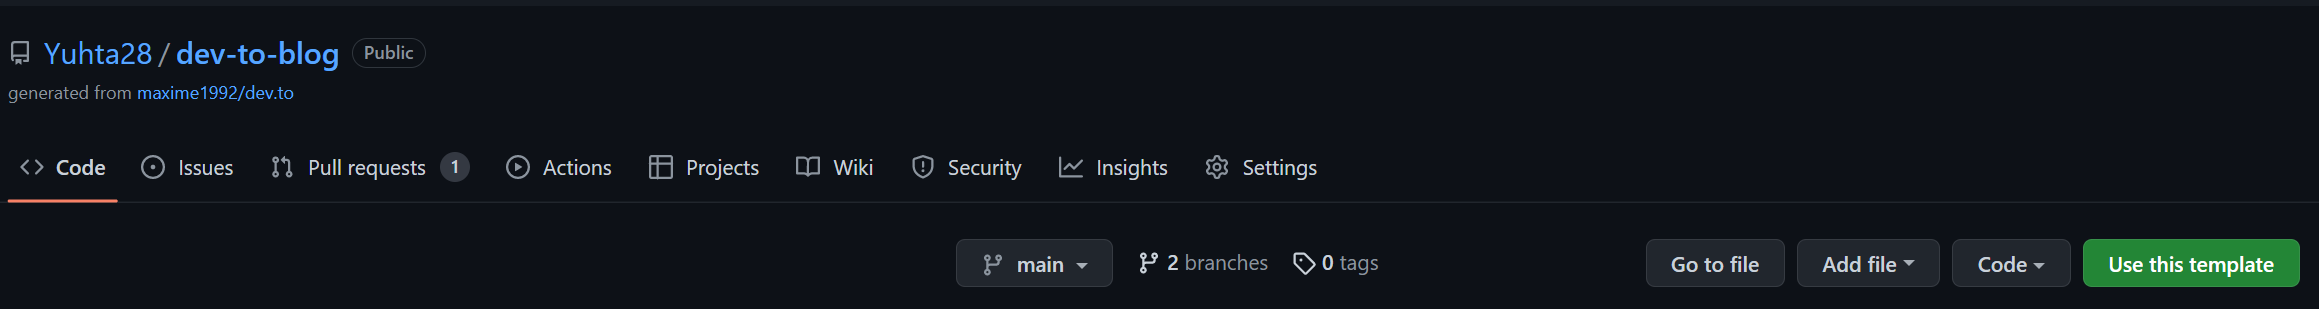 Yuhta28/dev-to-blog Public
generated from maxime1992/dev.to
Code Issues Pull requests 1 Actions Projects Wiki Security Insights Settings
main 2 branches 0 tags Go to file Add file Code Use this template